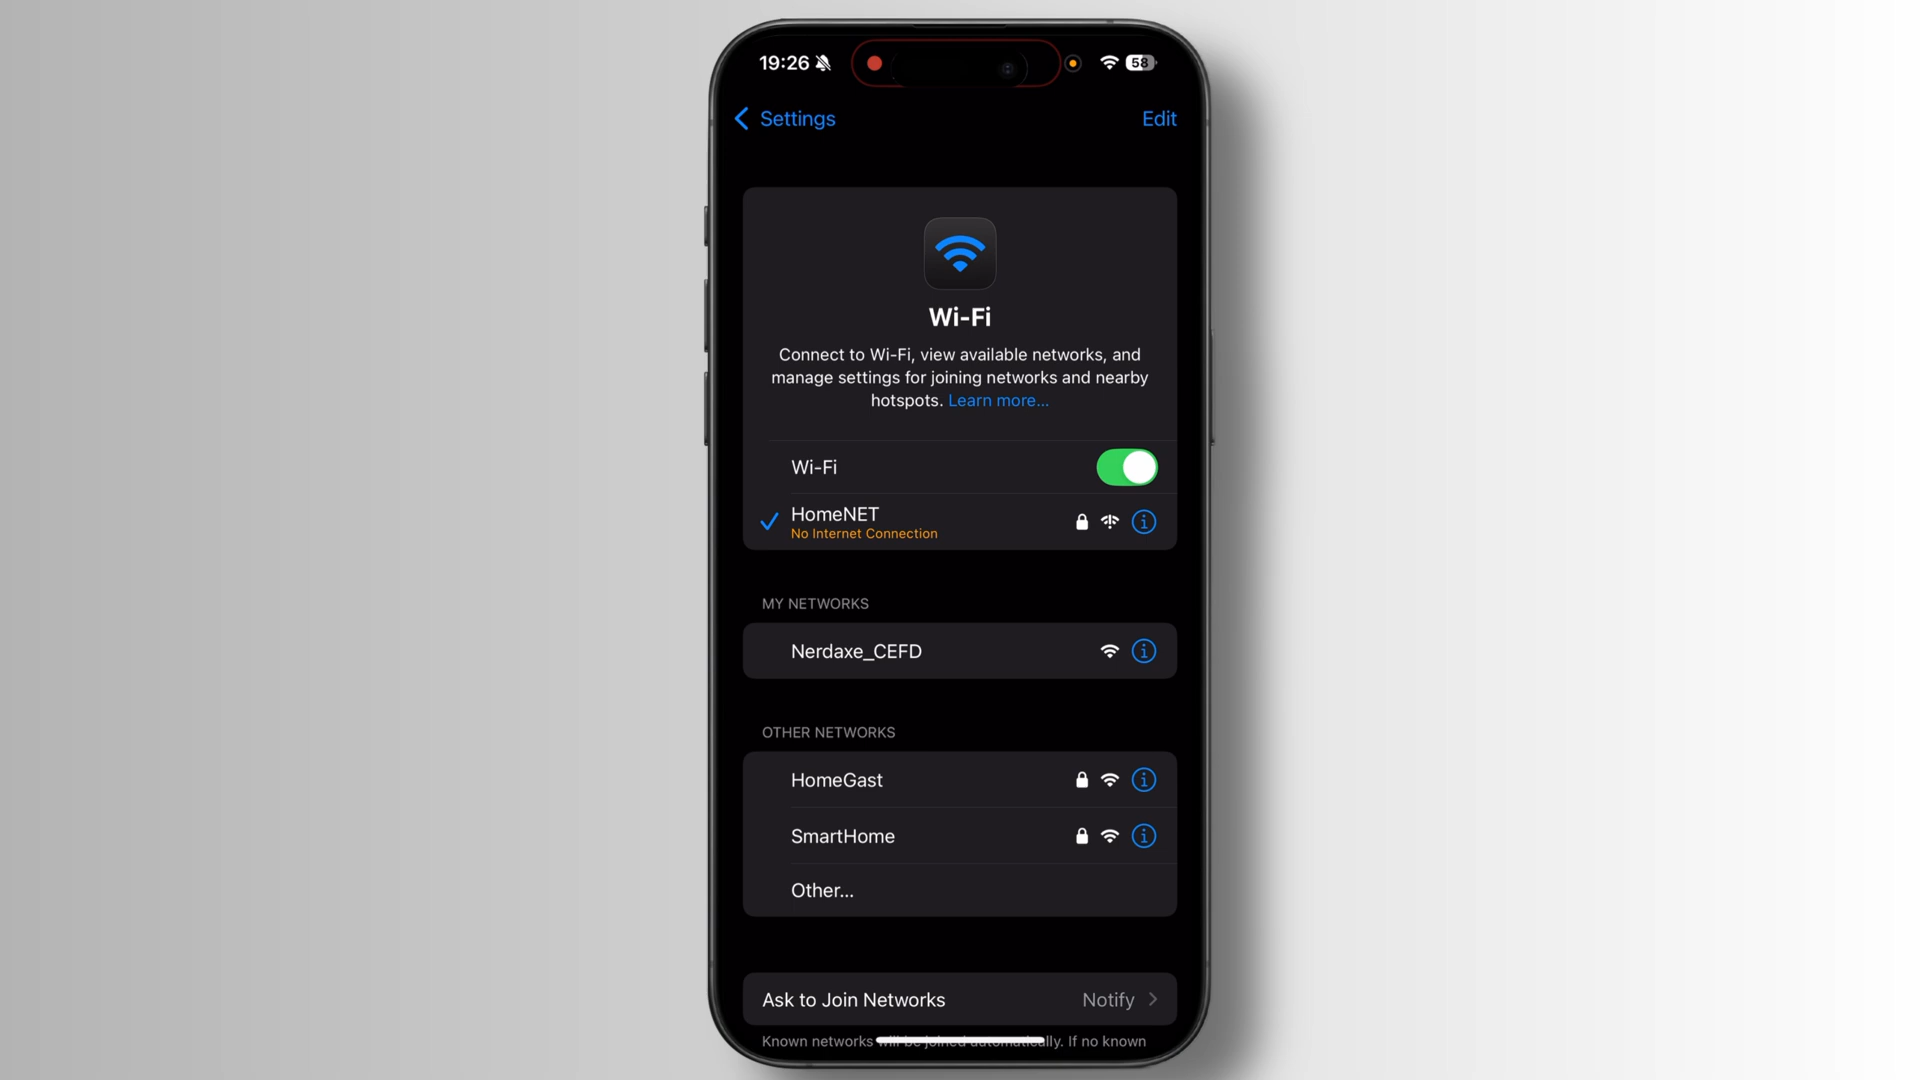 19:26
58
Settings
Edit
Wi-Fi
Connect to Wi-Fi, view available networks, and
manage settings for joining networks and nearby
hotspots. Learn more...
Wi-Fi
HomeNET
No Internet Connection
MY NETWORKS
Nerdaxe_CEFD
OTHER NETWORKS
HomeGast
SmartHome
Other...
Ask to Join Networks
Notify
Known networks will be joined automatically. If no known